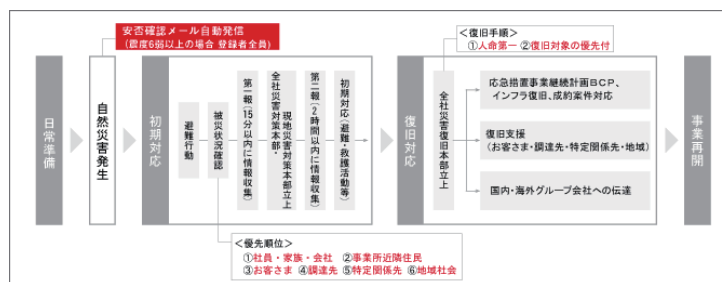 安否確認メール自動発信
(震度6弱以上の場合 登録者全員)
日常準備
自然災害発生
初期対応
避難行動
被災状況確認
第一報(15分以内に情報収集)
全社災害対策本部・
現地災害対策本部立上
第二報(2時間以内に情報収集)
初期対応(避難・救護活動等)
<優先順位>
①社員・家族・会社 ②事業所近隣住民
③お客さま ④調達先 ⑤特定関係先 ⑥地域社会
復旧対応
<復旧手順>
①人命第一 ②復旧対象の優先付
全社災害復旧本部立上
応急措置事業継続計画BCP、
インフラ復旧、成約案件対応
復旧支援
(お客さま・調達先・特定関係先・地域)
国内・海外グループ会社への伝達
事業再開